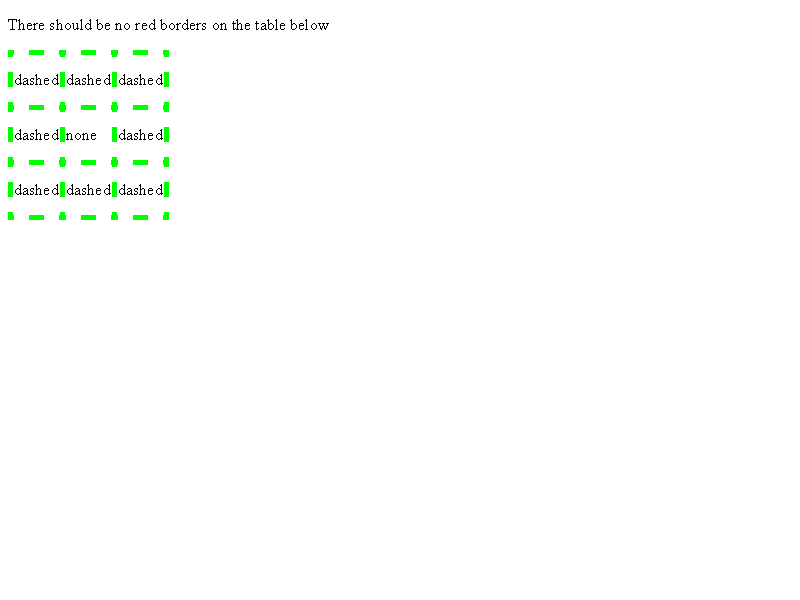 There should be no red borders on the table below
dashed dashed dashed
dashed none dashed
dashed dashed dashed